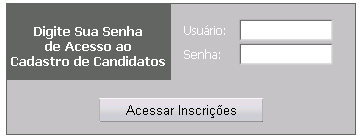 Digite Sua Senha
de Acesso ao
Cadastro de Candidatos
Usuário:
Senha:
Acessar Inscrições